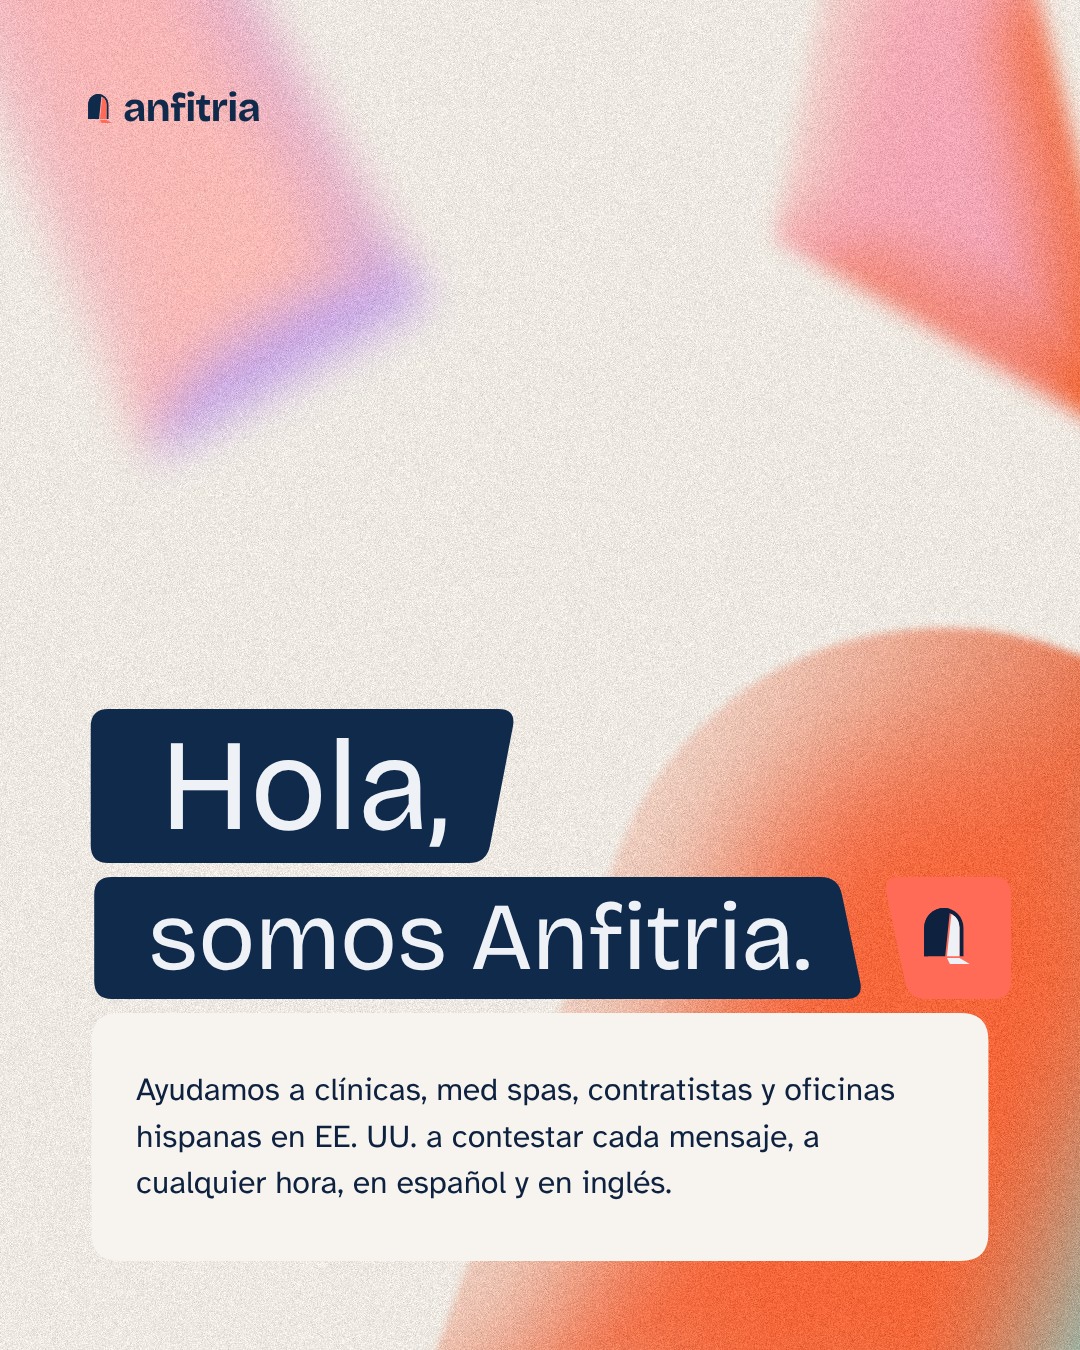 anfitria
Hola,
somos Anfitria.
Ayudamos a clínicas, med spas, contratistas y oficinas
hispanas en EE. UU. a contestar cada mensaje, a
cualquier hora, en español y en inglés.